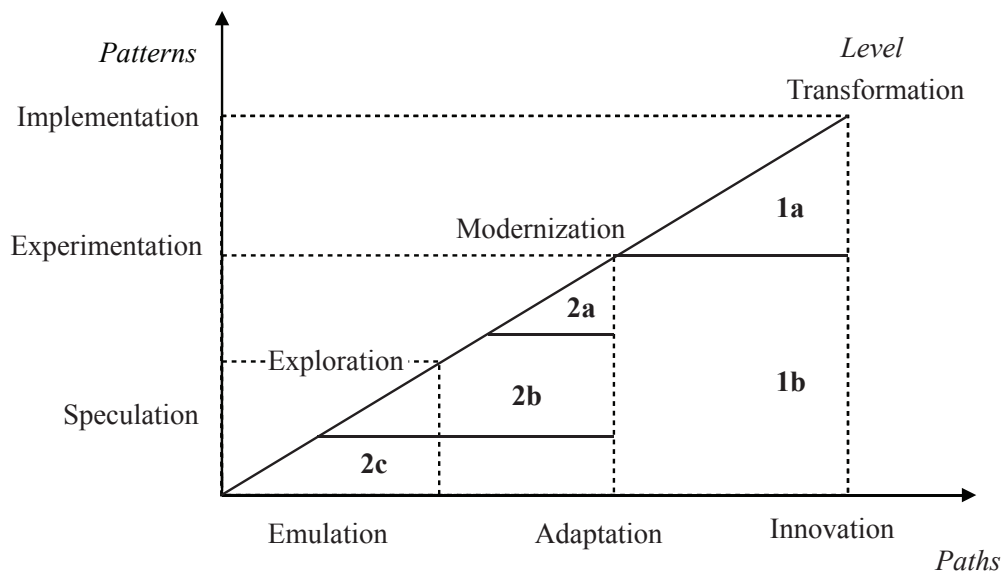 Patterns
Level
Transformation
Implementation
1a
Modernization
Experimentation
2a
Exploration
2b
1b
Speculation
2c
Emulation
Adaptation
Innovation
Paths